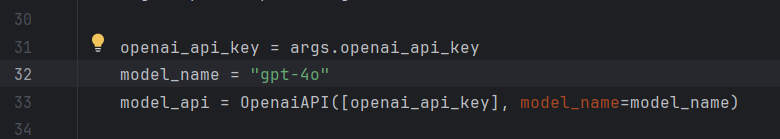 30
31 openai_api_key = args.openai_api_key
32 model_name = "gpt-4o"
33 model_api = OpenaiAPI([openai_api_key], model_name=model_name)
34